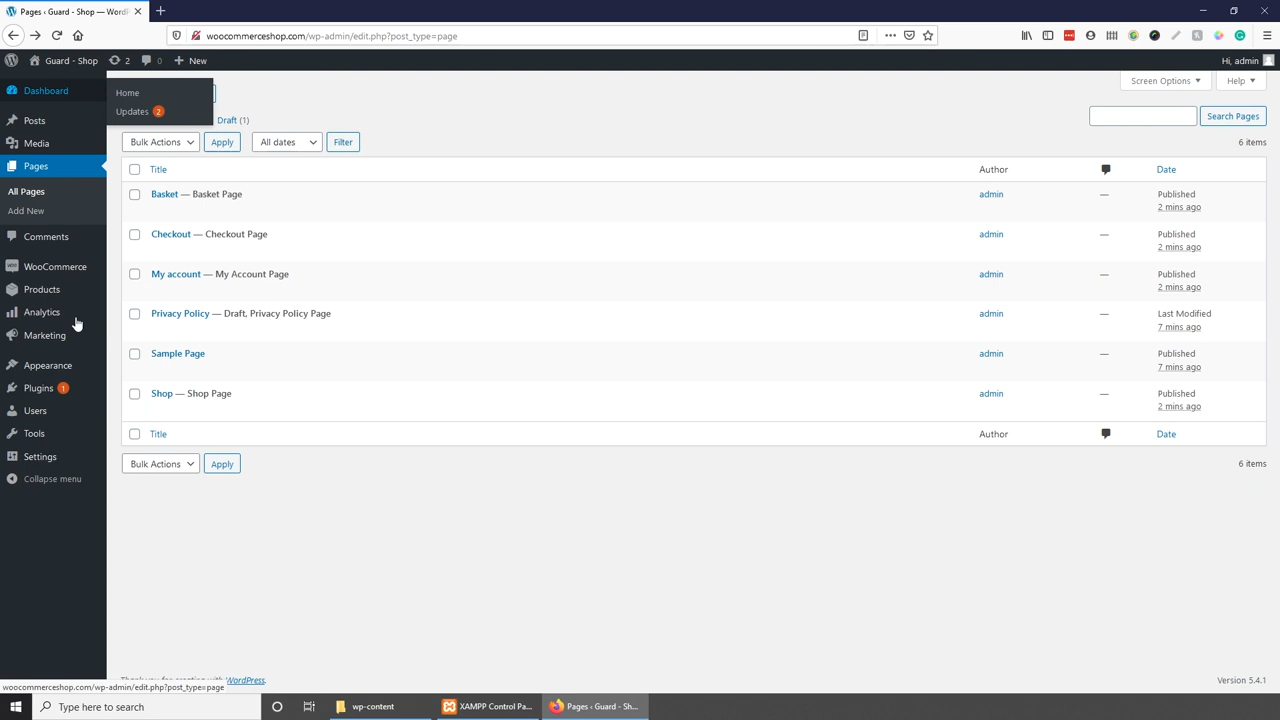 Pages ‹ Guard - Shop — WordP
woocommerceshop.com/wp-admin/edit.php?post_type=page
Guard - Shop 2 0 New Hi, admin
Dashboard
Home
Updates 2
Screen Options Help
Posts
Draft (1)
Search Pages
Media
Bulk Actions Apply All dates Filter 6 items
Pages
Title Author Date
All Pages
Add New
Basket — Basket Page admin — Published
2 mins ago
Comments
Checkout — Checkout Page admin — Published
2 mins ago
WooCommerce
My account — My Account Page admin — Published
2 mins ago
Products
Analytics
Privacy Policy — Draft, Privacy Policy Page admin — Last Modified
7 mins ago
Marketing
Sample Page admin — Published
7 mins ago
Appearance
Plugins 1
Shop — Shop Page admin — Published
2 mins ago
Users
Tools
Title Author Date
Settings
Bulk Actions Apply 6 items
Collapse menu
WordPress. Version 5.4.1
woocommerceshop.com/wp-admin/edit.php?post_type=page
Type here to search wp-content XAMPP Control Pa... Pages ‹ Guard - Sh...